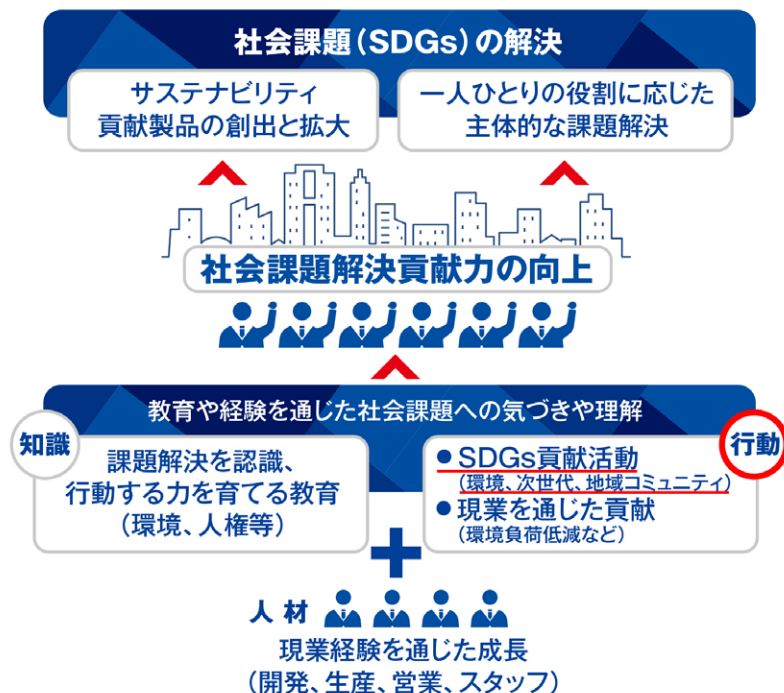 社会課題(SDGs)の解決
サステナビリティ
貢献製品の創出と拡大
一人ひとりの役割に応じた
主体的な課題解決
社会課題解決貢献力の向上
教育や経験を通じた社会課題への気づきや理解
知識
課題解決を認識、
行動する力を育てる教育
(環境、人権等)
行動
●SDGs貢献活動
(環境、次世代、地域コミュニティ)
●現業を通じた貢献
(環境負荷低減など)
人材
現業経験を通じた成長
(開発、生産、営業、スタッフ)